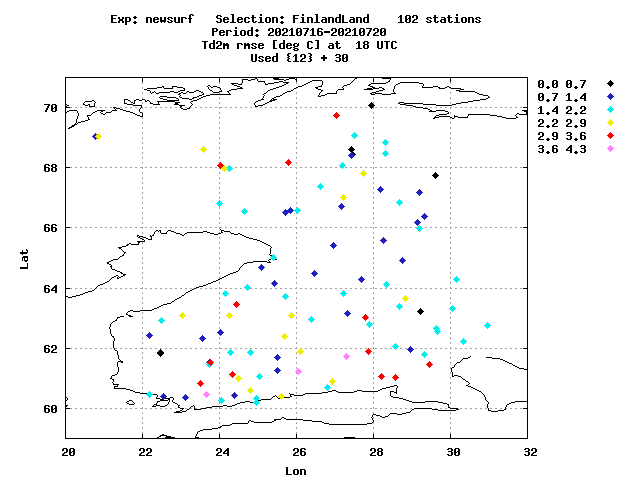 Exp: newsurf Selection: FinlandLand 102 stations
Period: 20210716-20210720
Td2m rmse [deg C] at 18 UTC
Used {12} + 30
0.0 0.7
0.7 1.4
1.4 2.2
2.2 2.9
2.9 3.6
3.6 4.3
70
68
66
64
62
60
Lat
20 22 24 26 28 30 32
Lon